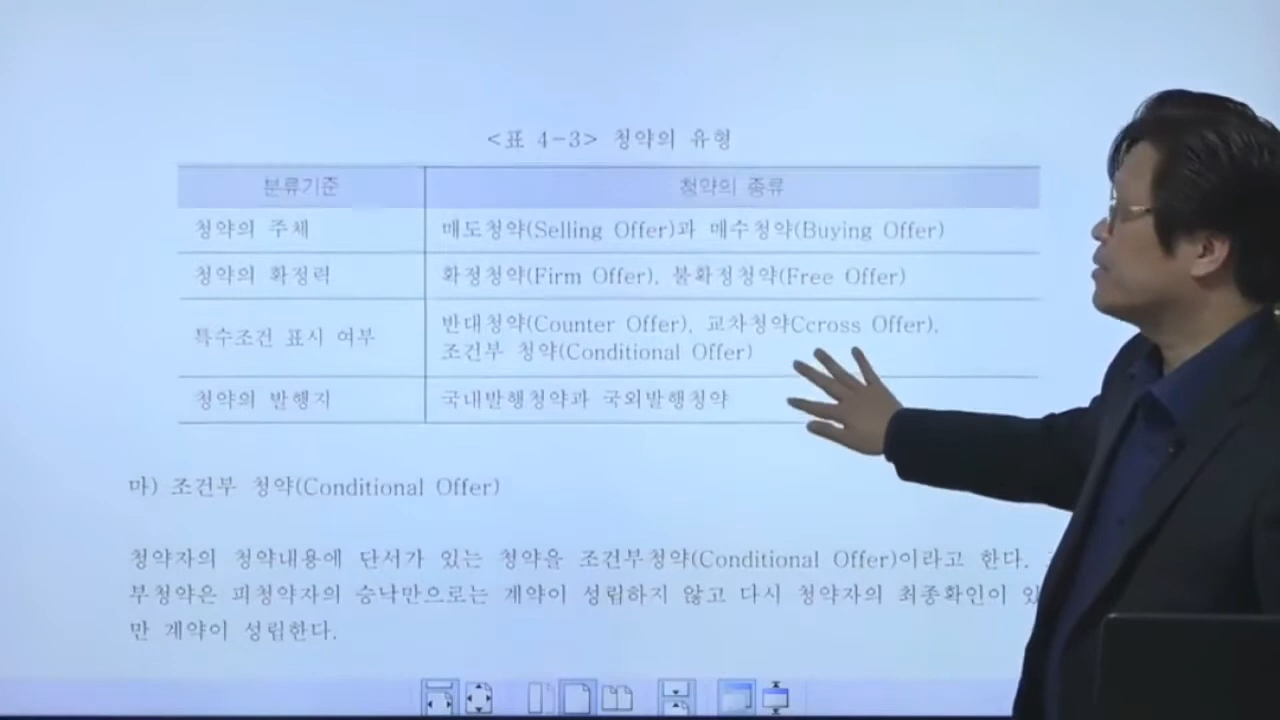 <표 4-3> 청약의 유형
분류기준 청약의 종류
청약의 주체 매도청약(Selling Offer)과 매수청약(Buying Offer)
청약의 확정력 확정청약(Firm Offer), 불확정청약(Free Offer)
특수조건 표시 여부 반대청약(Counter Offer), 교차청약Ccross Offer),
조건부 청약(Conditional Offer)
청약의 발행지 국내발행청약과 국외발행청약
마) 조건부 청약(Conditional Offer)
청약자의 청약내용에 단서가 있는 청약을 조건부청약(Conditional Offer)이라고 한다.
부청약은 피청약자의 승낙만으로는 계약이 성립하지 않고 다시 청약자의 최종확인이
만 계약이 성립한다.